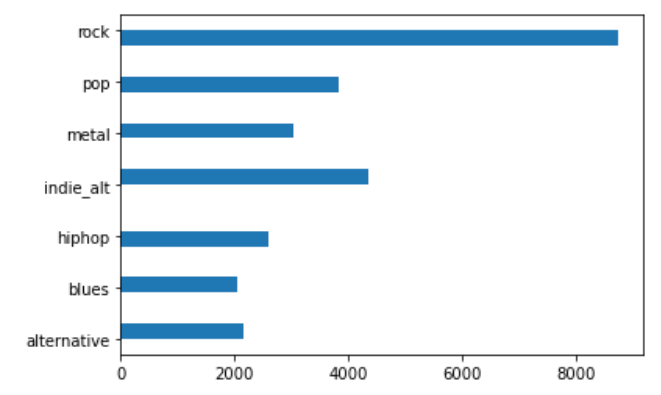 rock
pop
metal
indie_alt
hiphop
blues
alternative
0 2000 4000 6000 8000